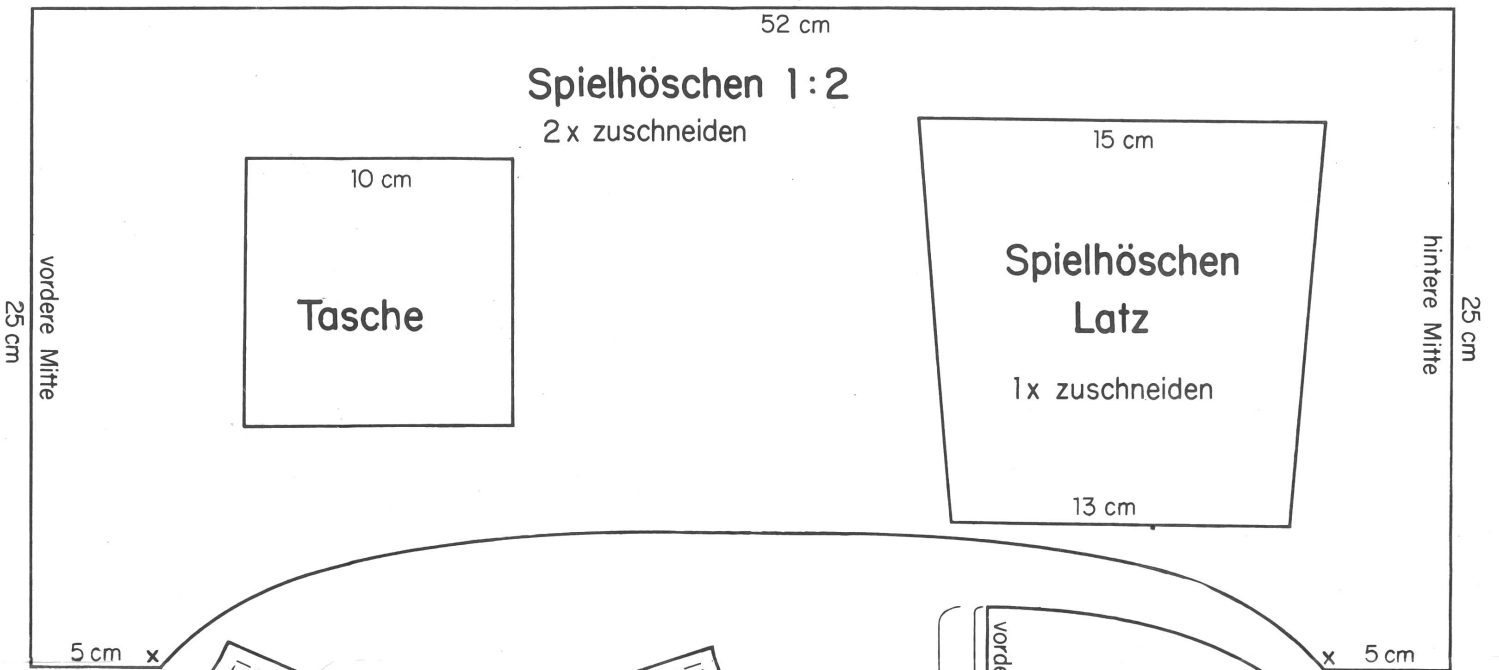 52 cm
Spielhöschen 1:2
2 x zuschneiden
15 cm
10 cm
Spielhöschen
Latz
1x zuschneiden
Tasche
vordere Mitte
25 cm
hintere Mitte
25 cm
13 cm
5 cm x
x 5 cm